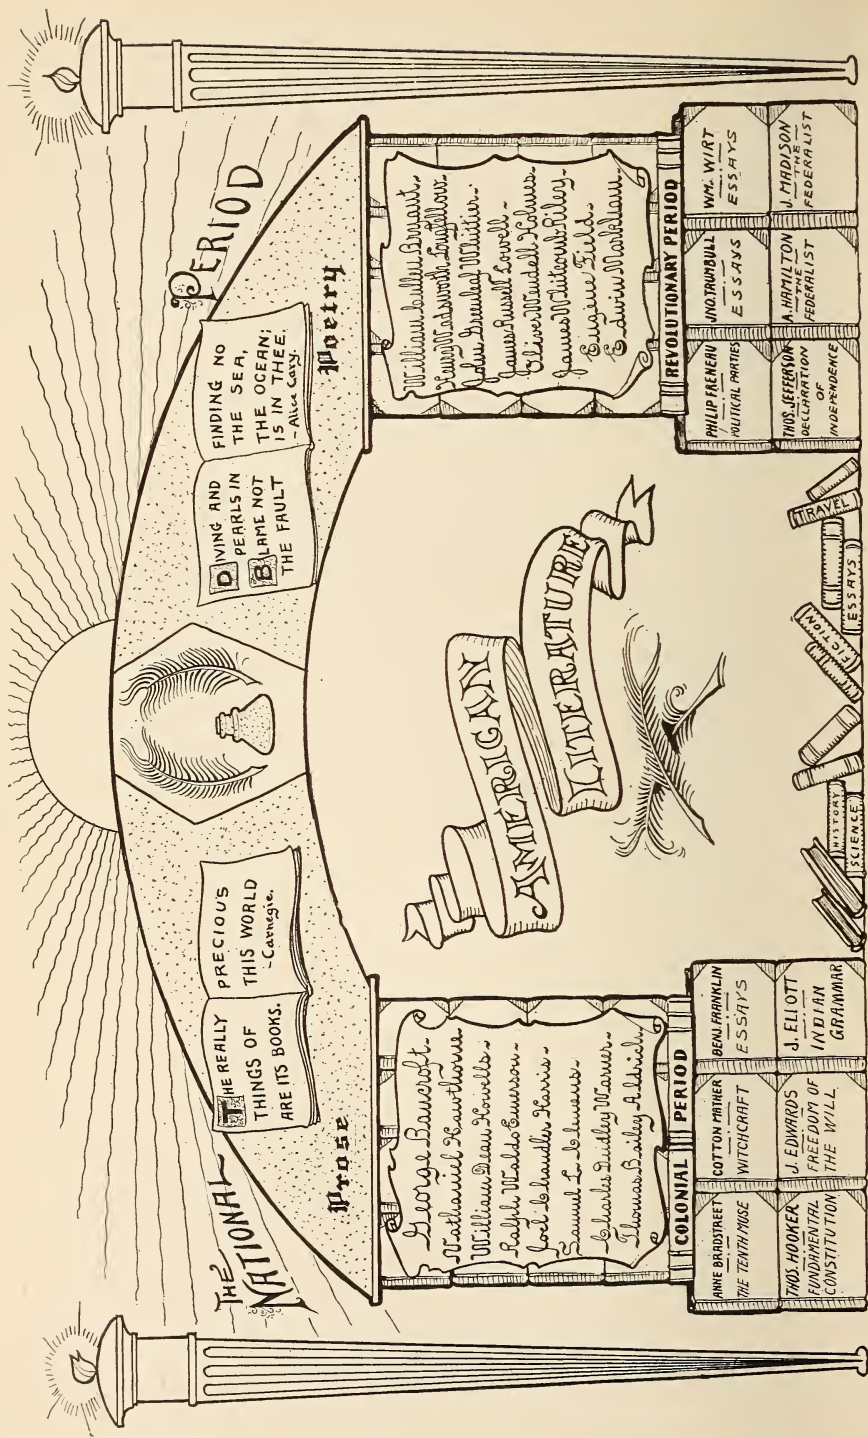 THE
NATIONAL
PERIOD
THE REALLY PRECIOUS
THINGS OF THIS WORLD
ARE ITS BOOKS. -Carnegie.
DIVING AND FINDING NO
PEARLS IN THE SEA,
BLAME NOT THE OCEAN;
THE FAULT IS IN THEE.
-Alice Cary.
Prose
Poetry
George Bancroft.
Nathaniel Hawthorne
William Dean Howells.
Ralph Waldo Emerson.
Joel Chandler Harris.
Samuel L. Clemens.
Charles Dudley Warner.
Thomas Bailey Aldrich.
COLONIAL PERIOD
ANNE BRADSTREET
THE TENTH MUSE
COTTON MATHER
WITCHCRAFT
BENJ. FRANKLIN
ESSAYS
THOS. HOOKER
FUNDAMENTAL
CONSTITUTION
J. EDWARDS
FREEDOM OF
THE WILL
J. ELIOTT
INDIAN
GRAMMAR
AMERICAN
LITERATURE
HISTORY
SCIENCE
FICTION
ESSAYS
TRAVEL
William Cullen Bryant.
Henry Wadsworth Longfellow.
John Greenleaf Whittier.
James Russell Lowell.
Oliver Wendell Holmes.
James Whitcomb Riley.
Eugene Field.
Edwin Markham.
REVOLUTIONARY PERIOD
PHILIP FRENEAU
POLITICAL PARTIES
JNO. TRUMBULL
ESSAYS
WM. WIRT
ESSAYS
THOS. JEFFERSON
DECLARATION
OF
INDEPENDENCE
A. HAMILTON
THE
FEDERALIST
J. MADISON
THE
FEDERALIST